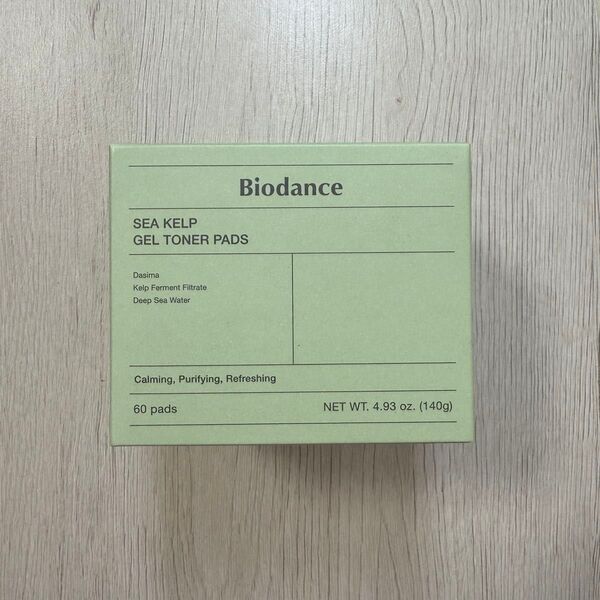 Biodance
SEA KELP
GEL TONER PADS
Dasima
Kelp Ferment Filtrate
Deep Sea Water
Calming, Purifying, Refreshing
60 pads
NET WT. 4.93 oz. (140g)